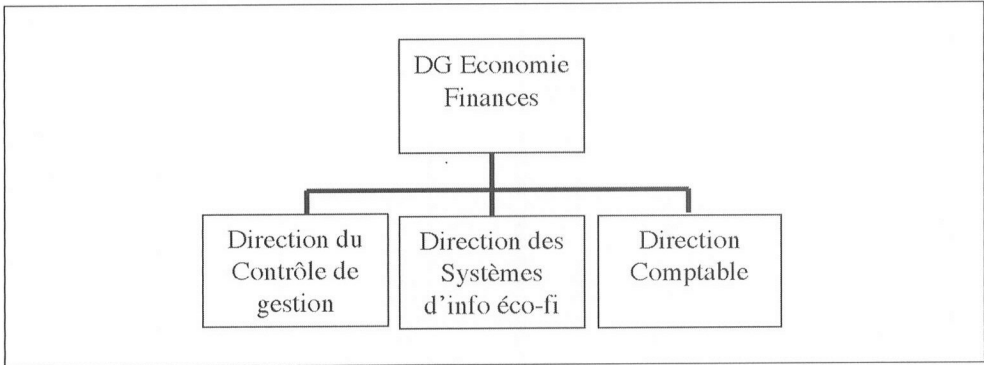 DG Economie
Finances
Direction du
Contrôle de
gestion
Direction des
Systèmes
d'info éco-fi
Direction
Comptable